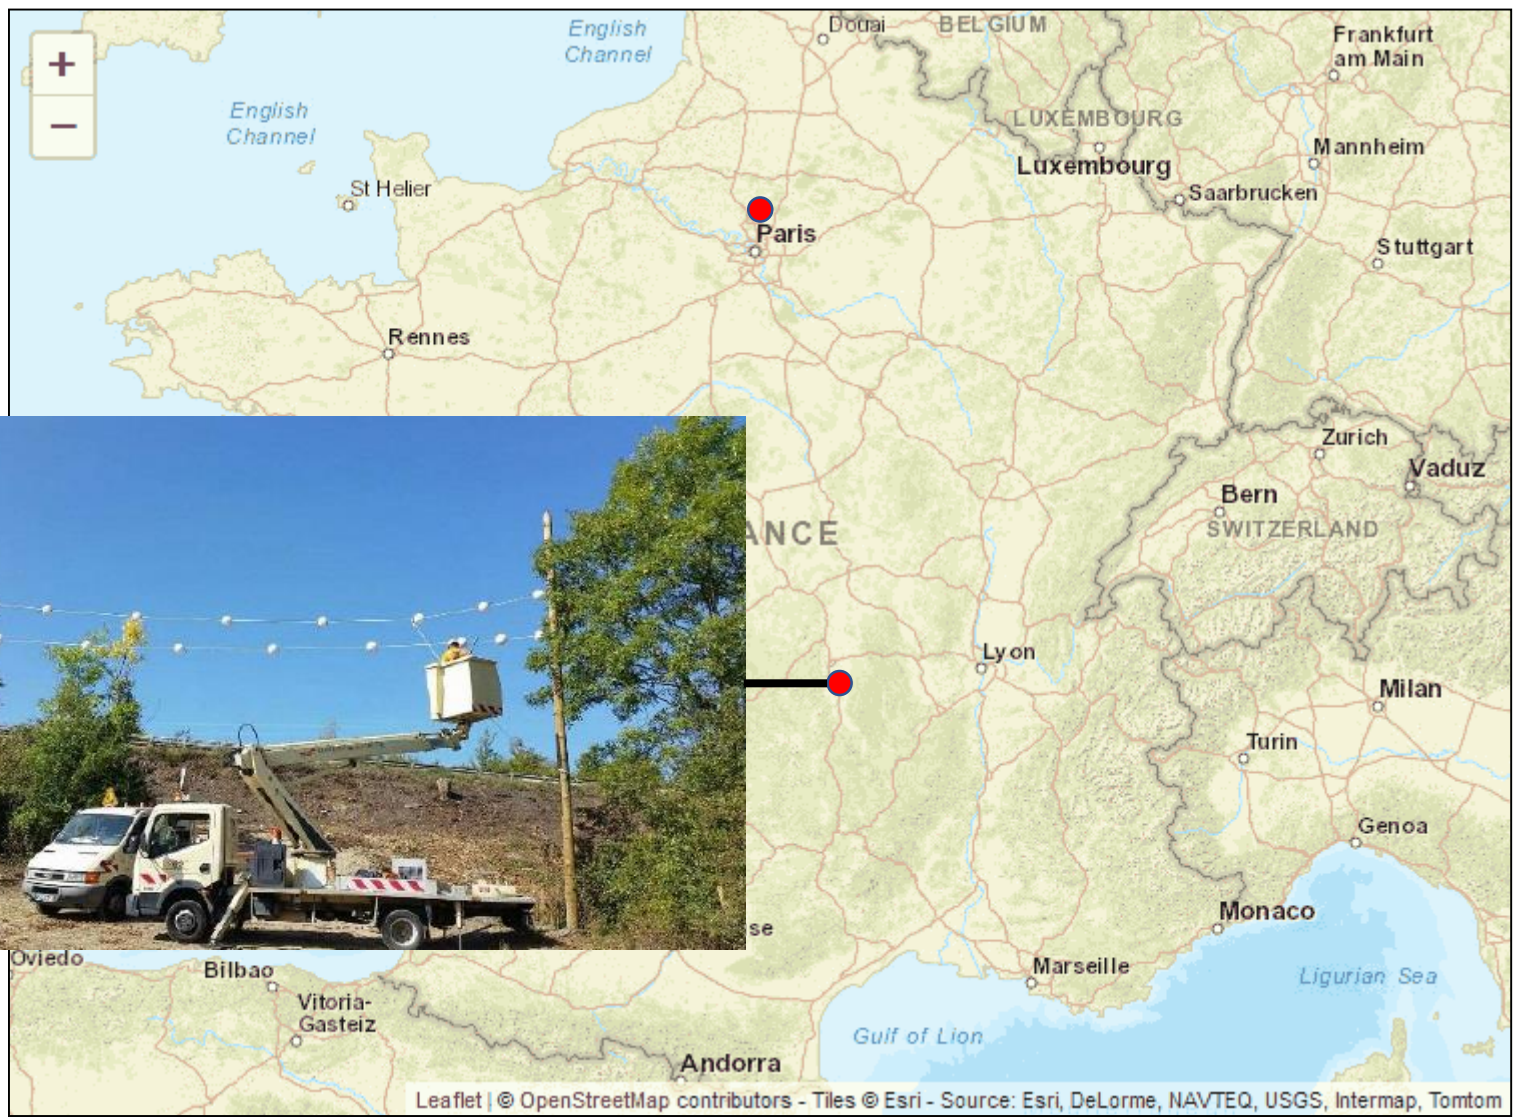 Douai
BELGIUM
English
Channel
Frankfurt
am Main
+
−
English
Channel
LUXEMBOURG
Luxembourg
Mannheim
St Helier
Saarbrucken
Paris
Stuttgart
Rennes
Zurich
Vaduz
Bern
SWITZERLAND
ANCE
Lyon
Milan
Turin
Genoa
Monaco
se
Oviedo
Bilbao
Marseille
Ligurian Sea
Vitoria-
Gasteiz
Gulf of Lion
Andorra
Leaflet | © OpenStreetMap contributors - Tiles © Esri - Source: Esri, DeLorme, NAVTEQ, USGS, Intermap, Tomtom